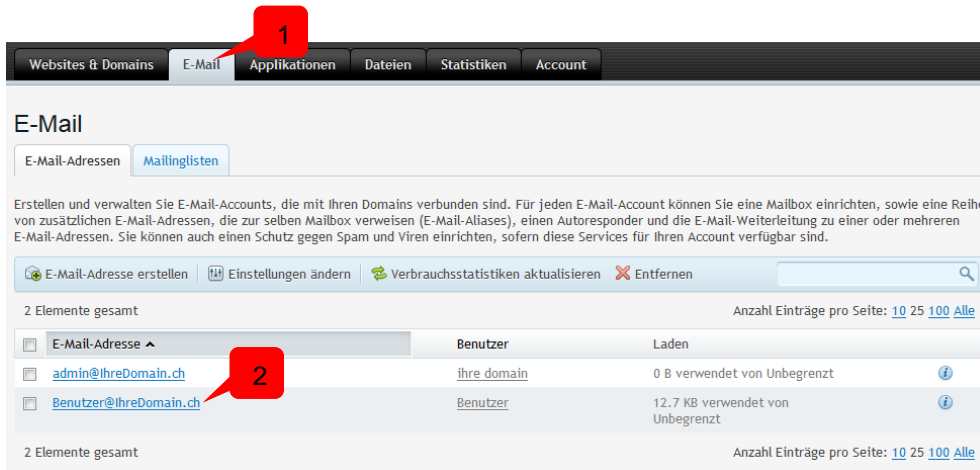 1
Websites & Domains E-Mail Applikationen Dateien Statistiken Account
E-Mail
E-Mail-Adressen Mailinglisten
Erstellen und verwalten Sie E-Mail-Accounts, die mit Ihren Domains verbunden sind. Für jeden E-Mail-Account können Sie eine Mailbox einrichten, sowie eine Reihe
von zusätzlichen E-Mail-Adressen, die zur selben Mailbox verweisen (E-Mail-Aliases), einen Autoresponder und die E-Mail-Weiterleitung zu einer oder mehreren
E-Mail-Adressen. Sie können auch einen Schutz gegen Spam und Viren einrichten, sofern diese Services für Ihren Account verfügbar sind.
E-Mail-Adresse erstellen Einstellungen ändern Verbrauchsstatistiken aktualisieren Entfernen
2 Elemente gesamt Anzahl Einträge pro Seite: 10 25 100 Alle
E-Mail-Adresse Benutzer Laden
admin@IhreDomain.ch ihre domain 0 B verwendet von Unbegrenzt
2
Benutzer@IhreDomain.ch Benutzer 12.7 KB verwendet von
Unbegrenzt
2 Elemente gesamt Anzahl Einträge pro Seite: 10 25 100 Alle